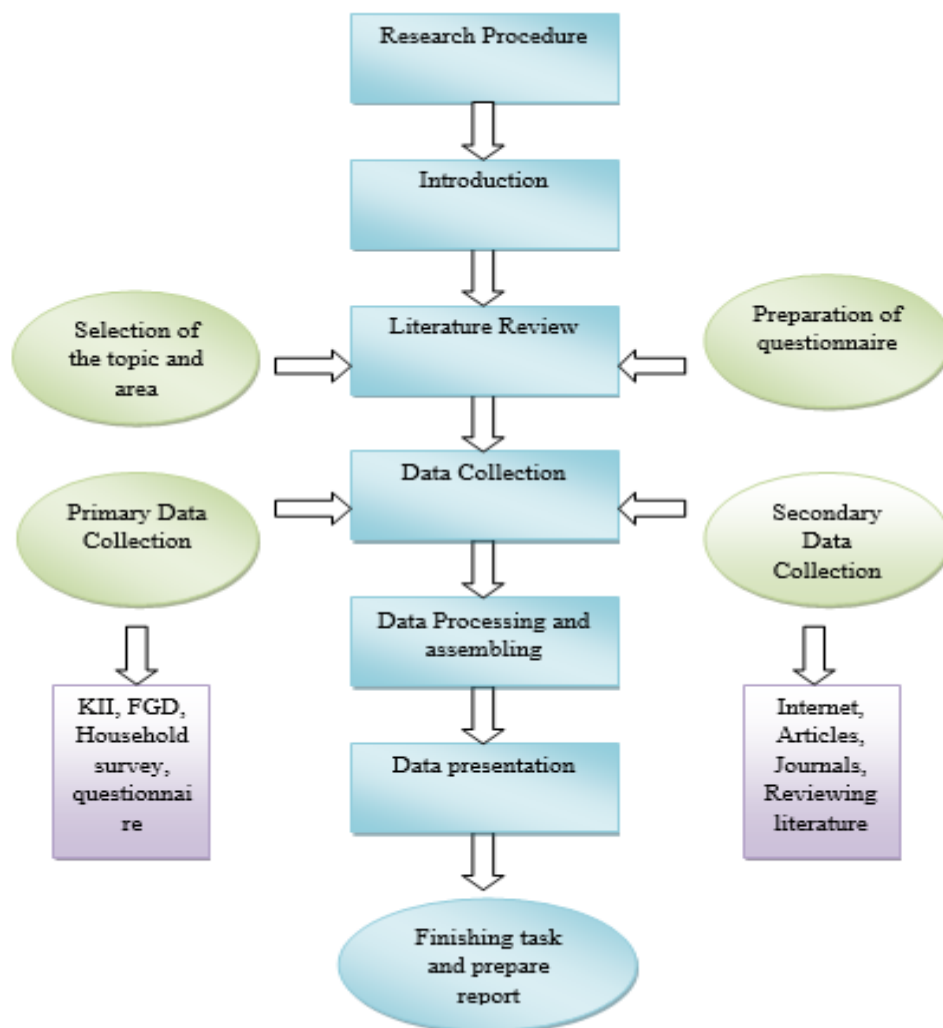 Research Procedure
Introduction
Selection of
the topic and
area
Literature Review
Preparation of
questionnaire
Primary Data
Collection
Data Collection
Secondary
Data
Collection
Data Processing and
assembling
KII, FGD,
Household
survey,
questionnai
re
Internet,
Articles,
Journals,
Reviewing
literature
Data presentation
Finishing task
and prepare
report